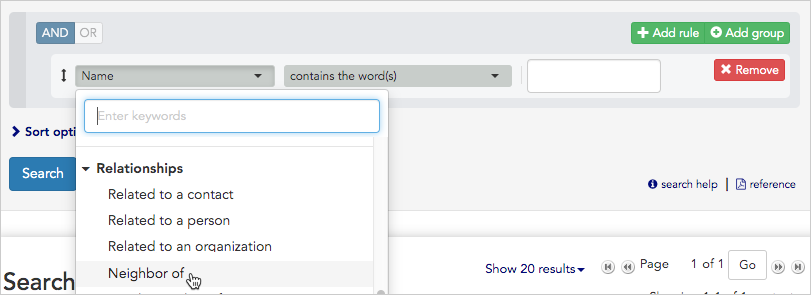 AND OR
Add rule Add group
Name contains the word(s) Remove
Enter keywords
Sort opti
Relationships
Search
Related to a contact
search help | reference
Related to a person
Related to an organization
Neighbor of
Search Show 20 results Page 1 of 1 Go